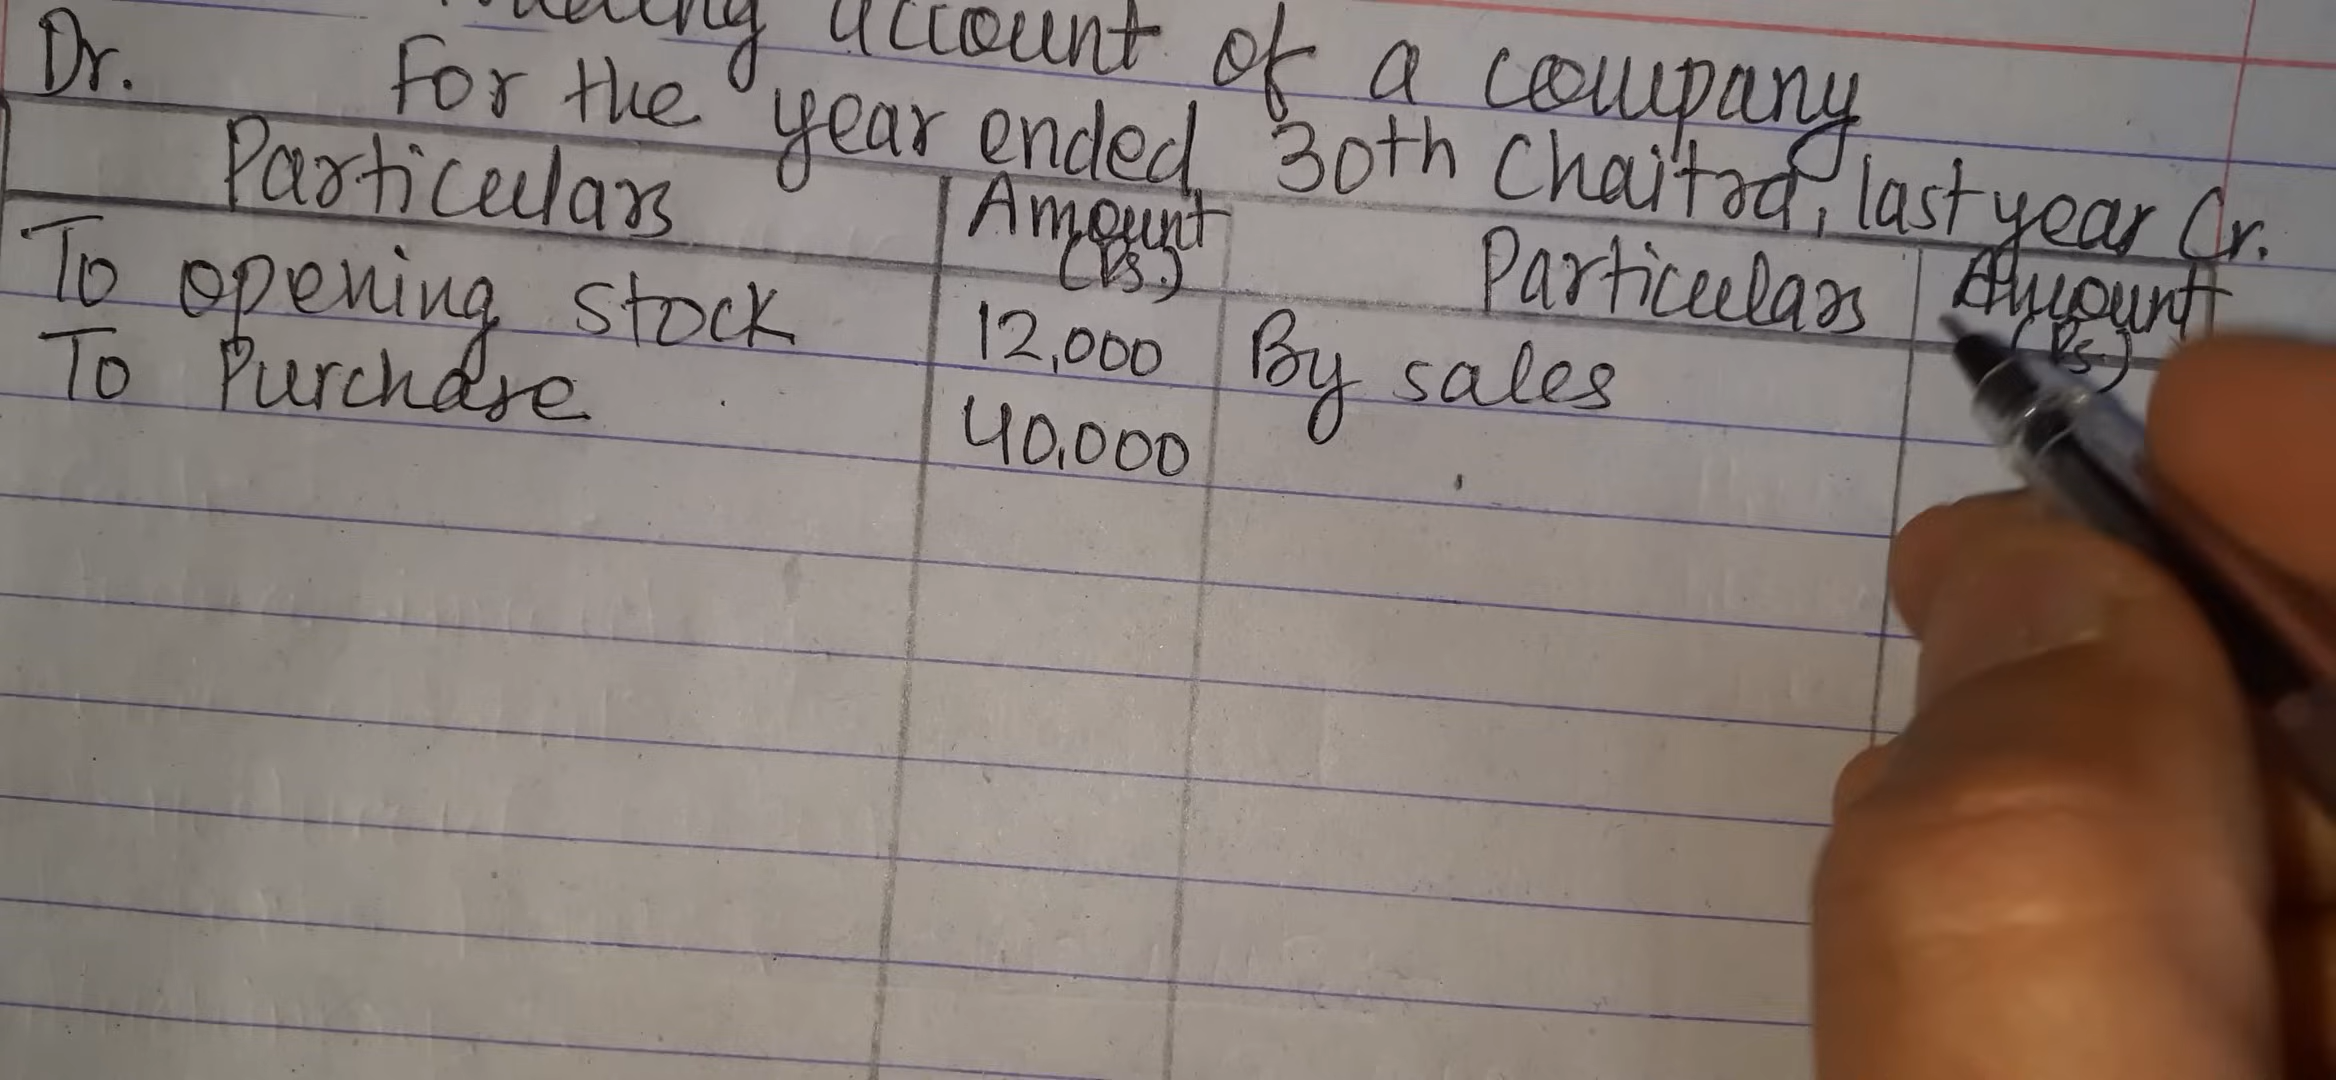 account of a company
Dr. For the year ended 30th Chaitra, last year Cr.
Particulars Amount (Rs.) Particulars Amount (Rs.)
To opening stock 12,000 By sales
To Purchase 40,000